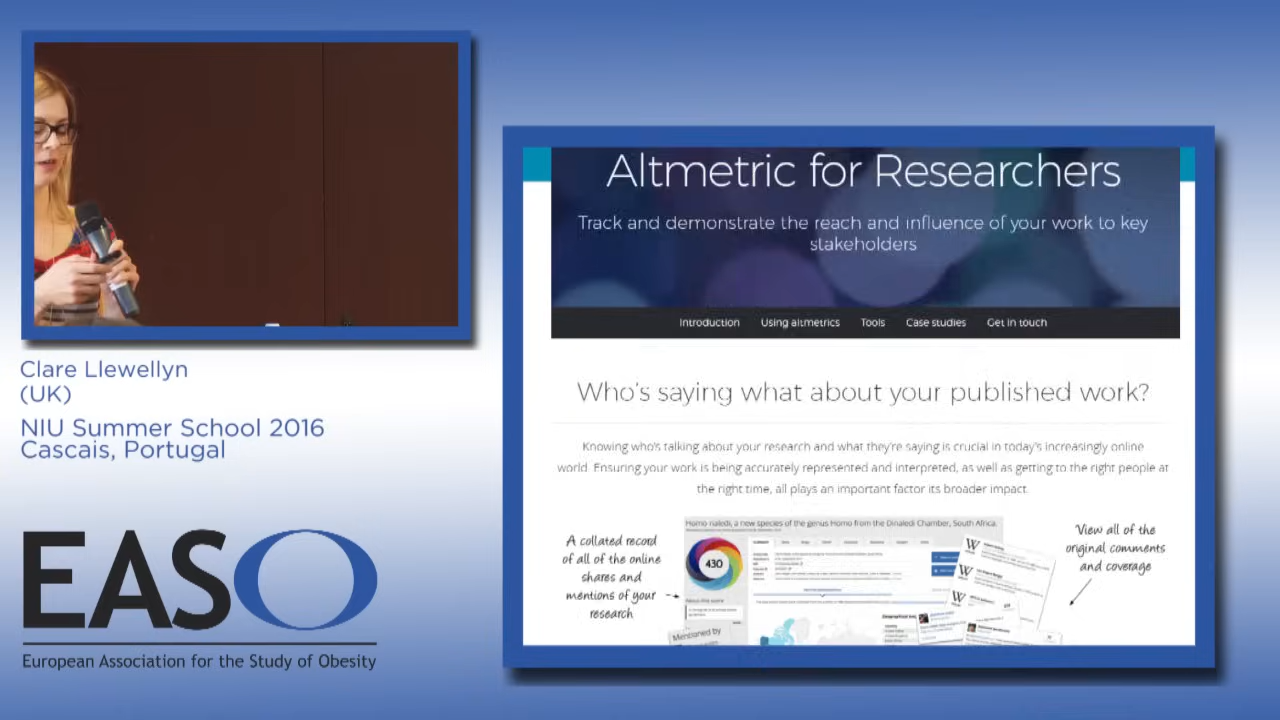 Clare Llewellyn
(UK)
NIU Summer School 2016
Cascais, Portugal
EASO
European Association for the Study of Obesity
Altmetric for Researchers
Track and demonstrate the reach and influence of your work to key
stakeholders
Introduction Using altmetrics Tools Case studies Get in touch
Who's saying what about your published work?
Knowing who's talking about your research and what they're saying is crucial in today's increasingly online
world. Ensuring your work is being accurately represented and interpreted, as well as getting to the right people at
the right time, all plays an important factor its broader impact.
A collated record
of all of the online
shares and
mentions of your
research
Homo naledi, a new species of the genus Homo from the Dinaledi Chamber, South Africa.
430
About this score
Mentioned by
View all of the
original comments
and coverage